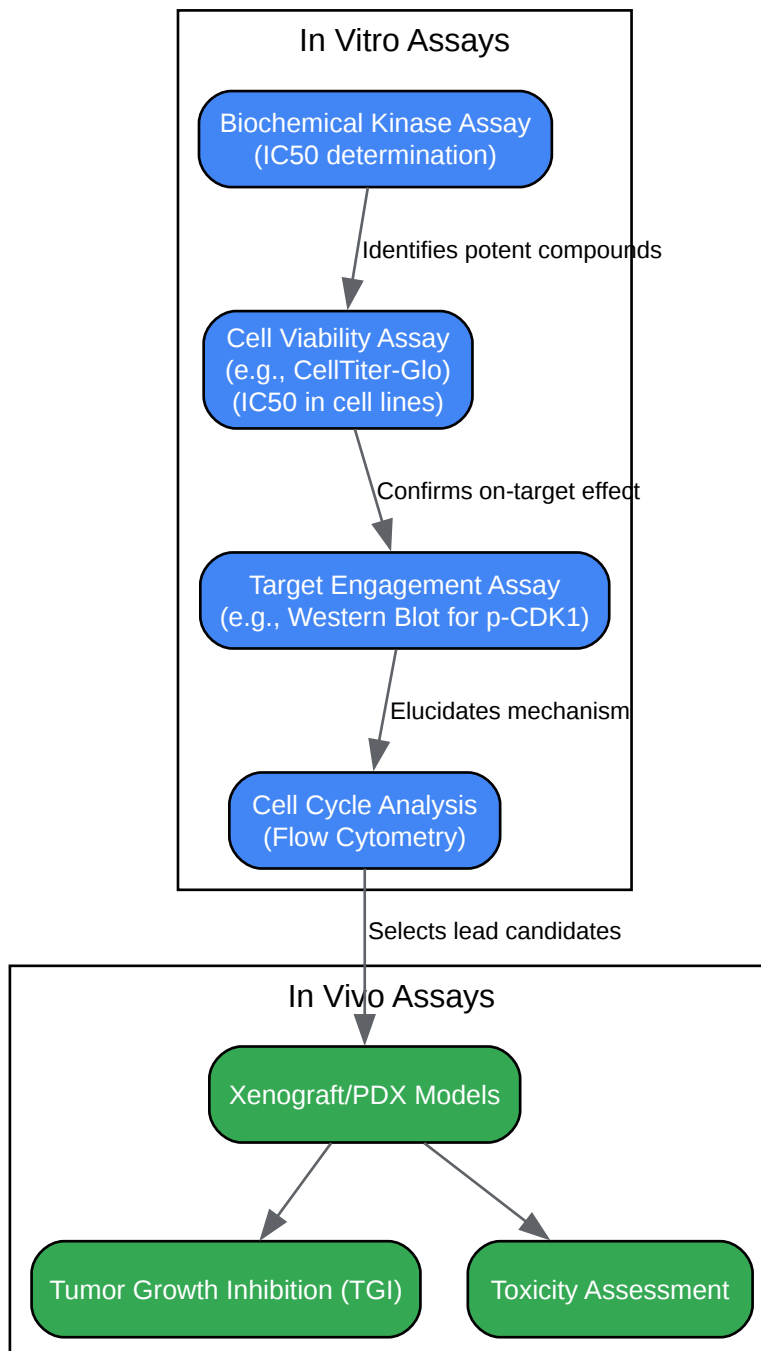 In Vitro Assays
Biochemical Kinase Assay
(IC50 determination)
Identifies potent compounds
Cell Viability Assay
(e.g., CellTiter-Glo)
(IC50 in cell lines)
Confirms on-target effect
Target Engagement Assay
(e.g., Western Blot for p-CDK1)
Elucidates mechanism
Cell Cycle Analysis
(Flow Cytometry)
Selects lead candidates
In Vivo Assays
Xenograft/PDX Models
Tumor Growth Inhibition (TGI)
Toxicity Assessment